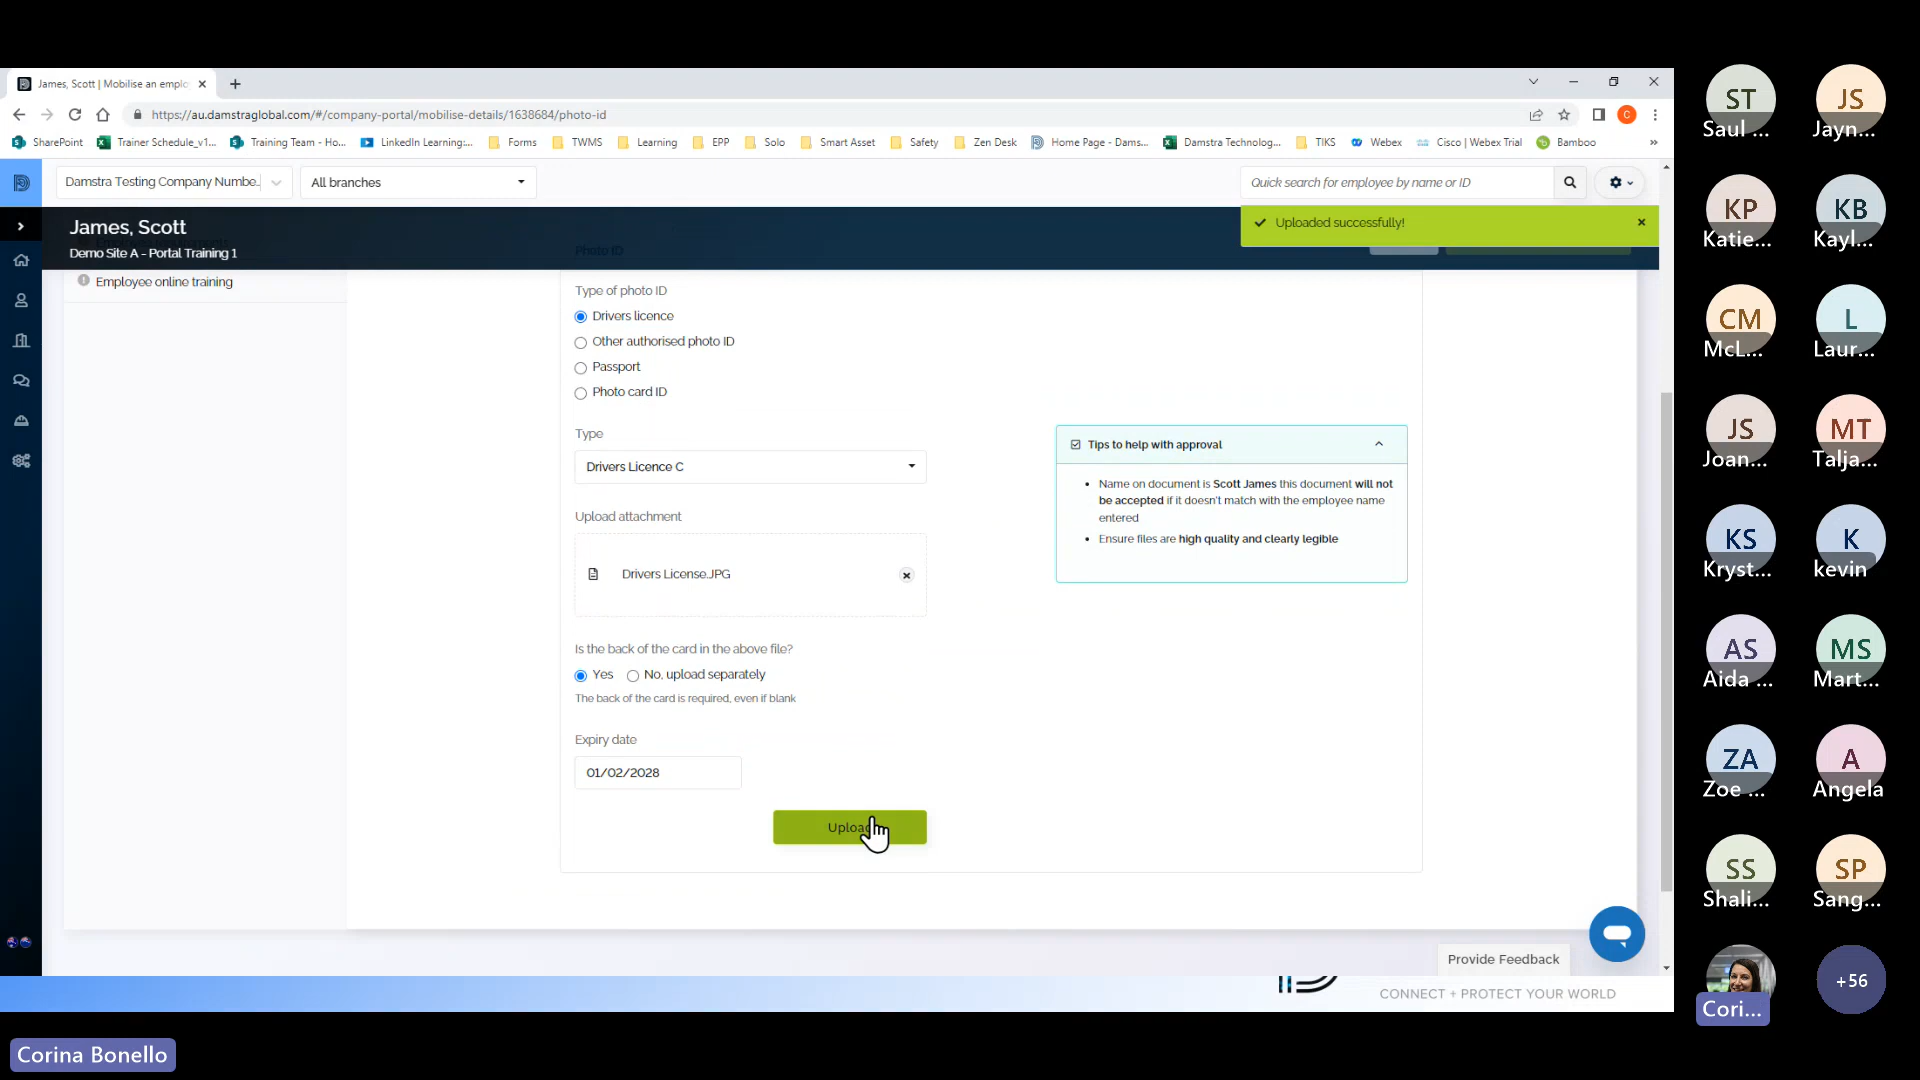 James, Scott | Mobilise an emplo
https://au.damstraglobal.com/#/company-portal/mobilise-details/1638684/photo-id
C
SharePoint
Trainer Schedule_v1...
Training Team - Ho...
LinkedIn Learning:...
Forms
TWMS
Learning
EPP
Solo
Smart Asset
Safety
Zen Desk
Home Page - Dams...
Damstra Technolog...
TIKS
Webex
Cisco | Webex Trial
Bamboo
»
Damstra Testing Company Numbe..
All branches
Quick search for employee by name or ID
James, Scott
Demo Site A - Portal Training 1
Uploaded successfully!
Photo ID
Employee online training
Type of photo ID
Drivers licence
Other authorised photo ID
Passport
Photo card ID
Type
Drivers Licence C
Upload attachment
Drivers License.JPG
Is the back of the card in the above file?
Yes
No, upload separately
The back of the card is required, even if blank
Expiry date
01/02/2028
Upload
Tips to help with approval
Name on document is Scott James this document will not
be accepted if it doesn't match with the employee name
entered
Ensure files are high quality and clearly legible
Provide Feedback
CONNECT + PROTECT YOUR WORLD
Corina Bonello
ST
Saul ...
JS
Jayn...
KP
Katie...
KB
Kayl...
CM
McL...
L
Laur...
JS
Joan...
MT
Talja...
KS
Kryst...
K
kevin
AS
Aida ...
MS
Mart...
ZA
Zoe ...
A
Angela
SS
Shali...
SP
Sang...
Cori...
+56